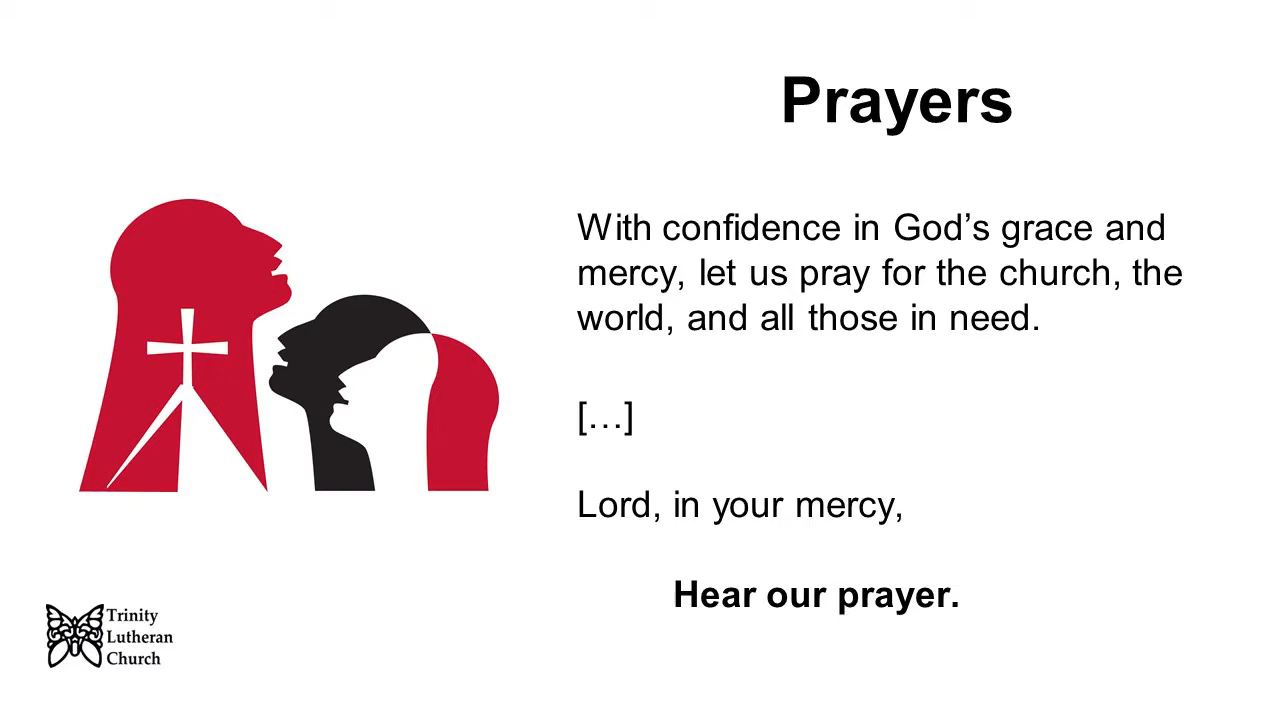 Prayers
With confidence in God’s grace and
mercy, let us pray for the church, the
world, and all those in need.
[…]
Lord, in your mercy,
Hear our prayer.
Trinity
Lutheran
Church